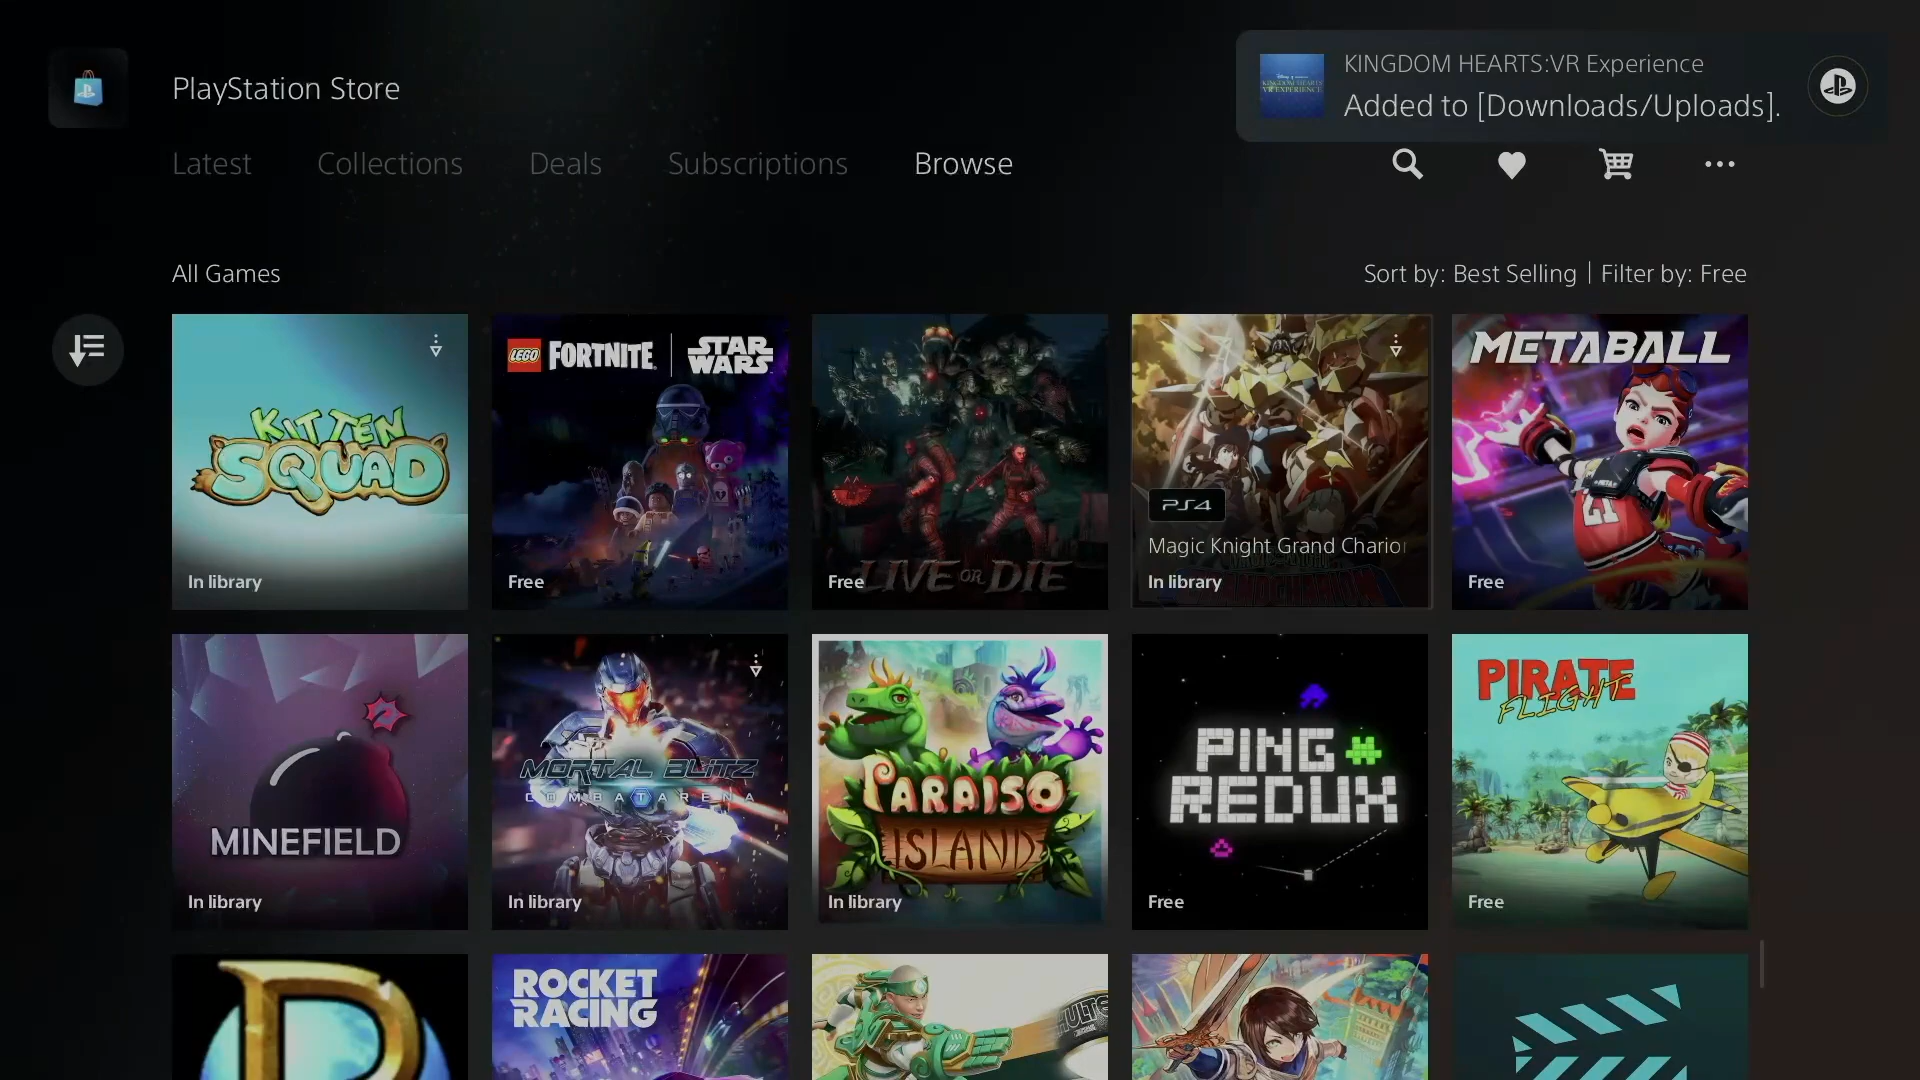 PlayStation Store
KINGDOM HEARTS:VR Experience
Added to [Downloads/Uploads].
Latest
Collections
Deals
Subscriptions
Browse
All Games
Sort by: Best Selling | Filter by: Free
KITTEN
SQUAD
In library
LEGO FORTNITE | STAR
WARS
Free
LIVE OR DIE
Free
PS4
Magic Knight Grand Chario
In library
METABALL
21
Free
MINEFIELD
In library
MORTAL BLITZ
COMBAT ARENA
In library
PARAISO
ISLAND
In library
PING
REDUX
Free
PIRATE
FLIGHT
Free
ROCKET
RACING